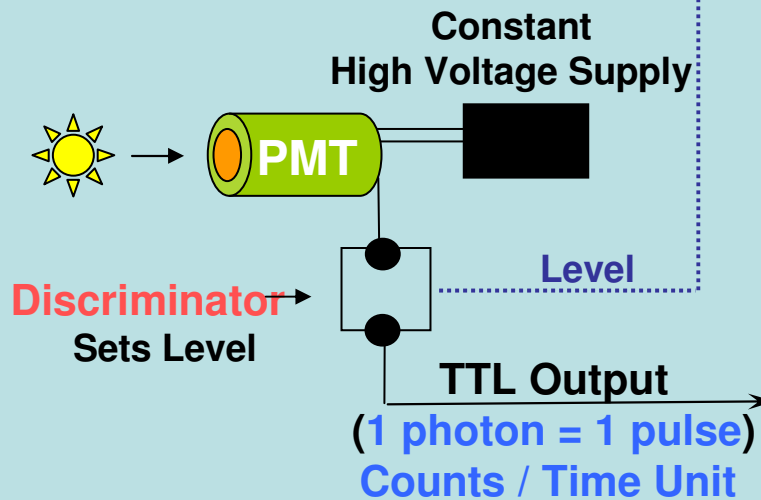 Constant
High Voltage Supply
PMT
Level
Discriminator
Sets Level
TTL Output
(1 photon = 1 pulse)
Counts / Time Unit